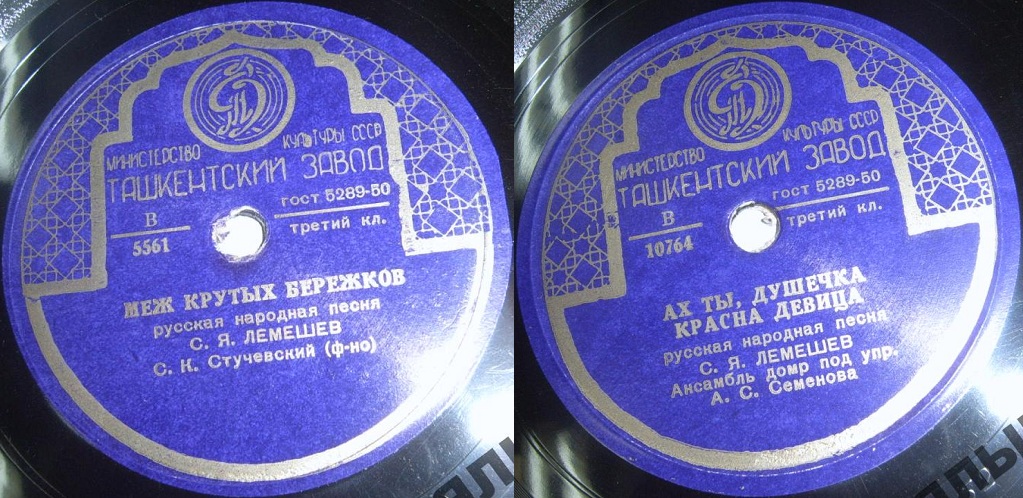 МИНИСТЕРСТВО КУЛЬТУРЫ СССР
ТАШКЕНТСКИЙ ЗАВОД
В
5561
ГОСТ 5289-50
третий кл.
МЕЖ КРУТЫХ БЕРЕЖКОВ
русская народная песня
С. Я. ЛЕМЕШЕВ
С. К. Стучевский (ф-но)
МИНИСТЕРСТВО КУЛЬТУРЫ СССР
ТАШКЕНТСКИЙ ЗАВОД
В
10764
ГОСТ 5289-50
третий кл.
АХ ТЫ, ДУШЕЧКА
КРАСНА ДЕВИЦА
русская народная песня
С. Я. ЛЕМЕШЕВ
Ансамбль домр под упр.
А. С. Семенова